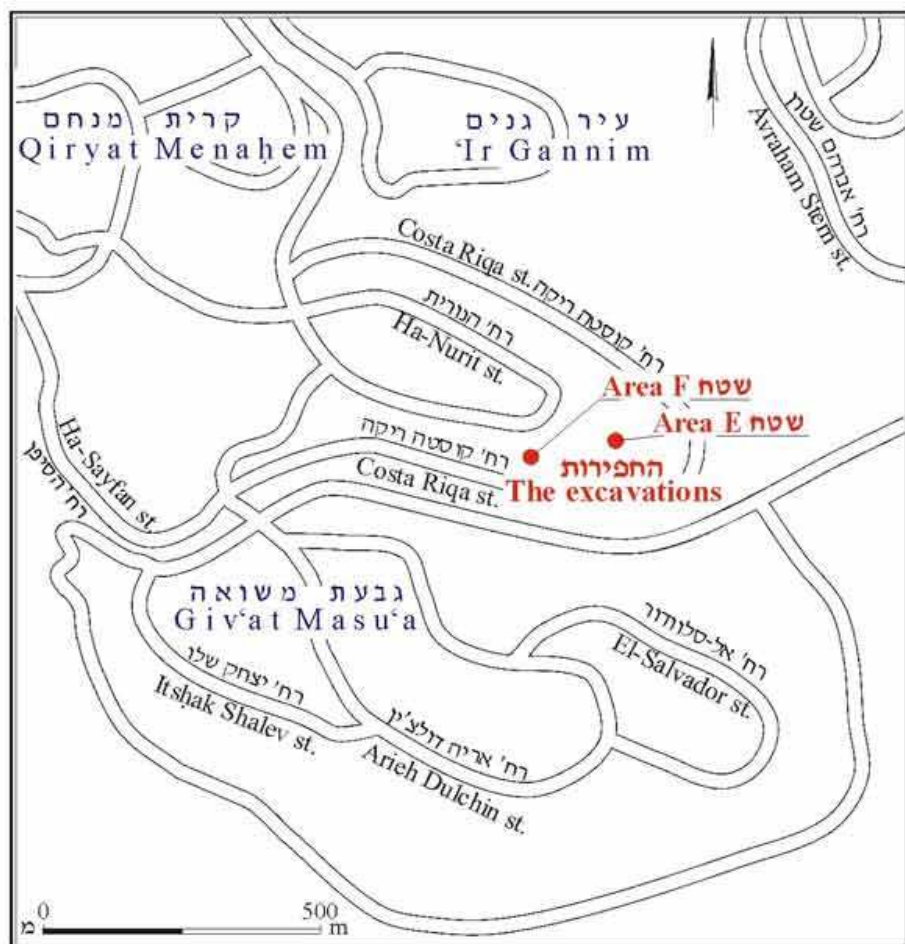 קרית מנחם
Qiryat Menaḥem
עיר גנים
'Ir Gannim
רח' אברהם שטרן
Avraham Stern st.
Costa Riqa st. רח' קוסטה ריקה
רח' הנורית
Ha-Nurit st.
Area F שטח
Area E שטח
החפירות
The excavations
רח' קוסטה ריקה
Costa Riqa st.
Ha-Sayfan st.
רח' הסיפן
גבעת משואה
Giv'at Masu'a
רח' אל-סלוודור
El-Salvador st.
רח' יצחק שלו
Itsḥak Shalev st.
רח' אריה דולצ'ין
Arieh Dulchin st.
0 500
מ m